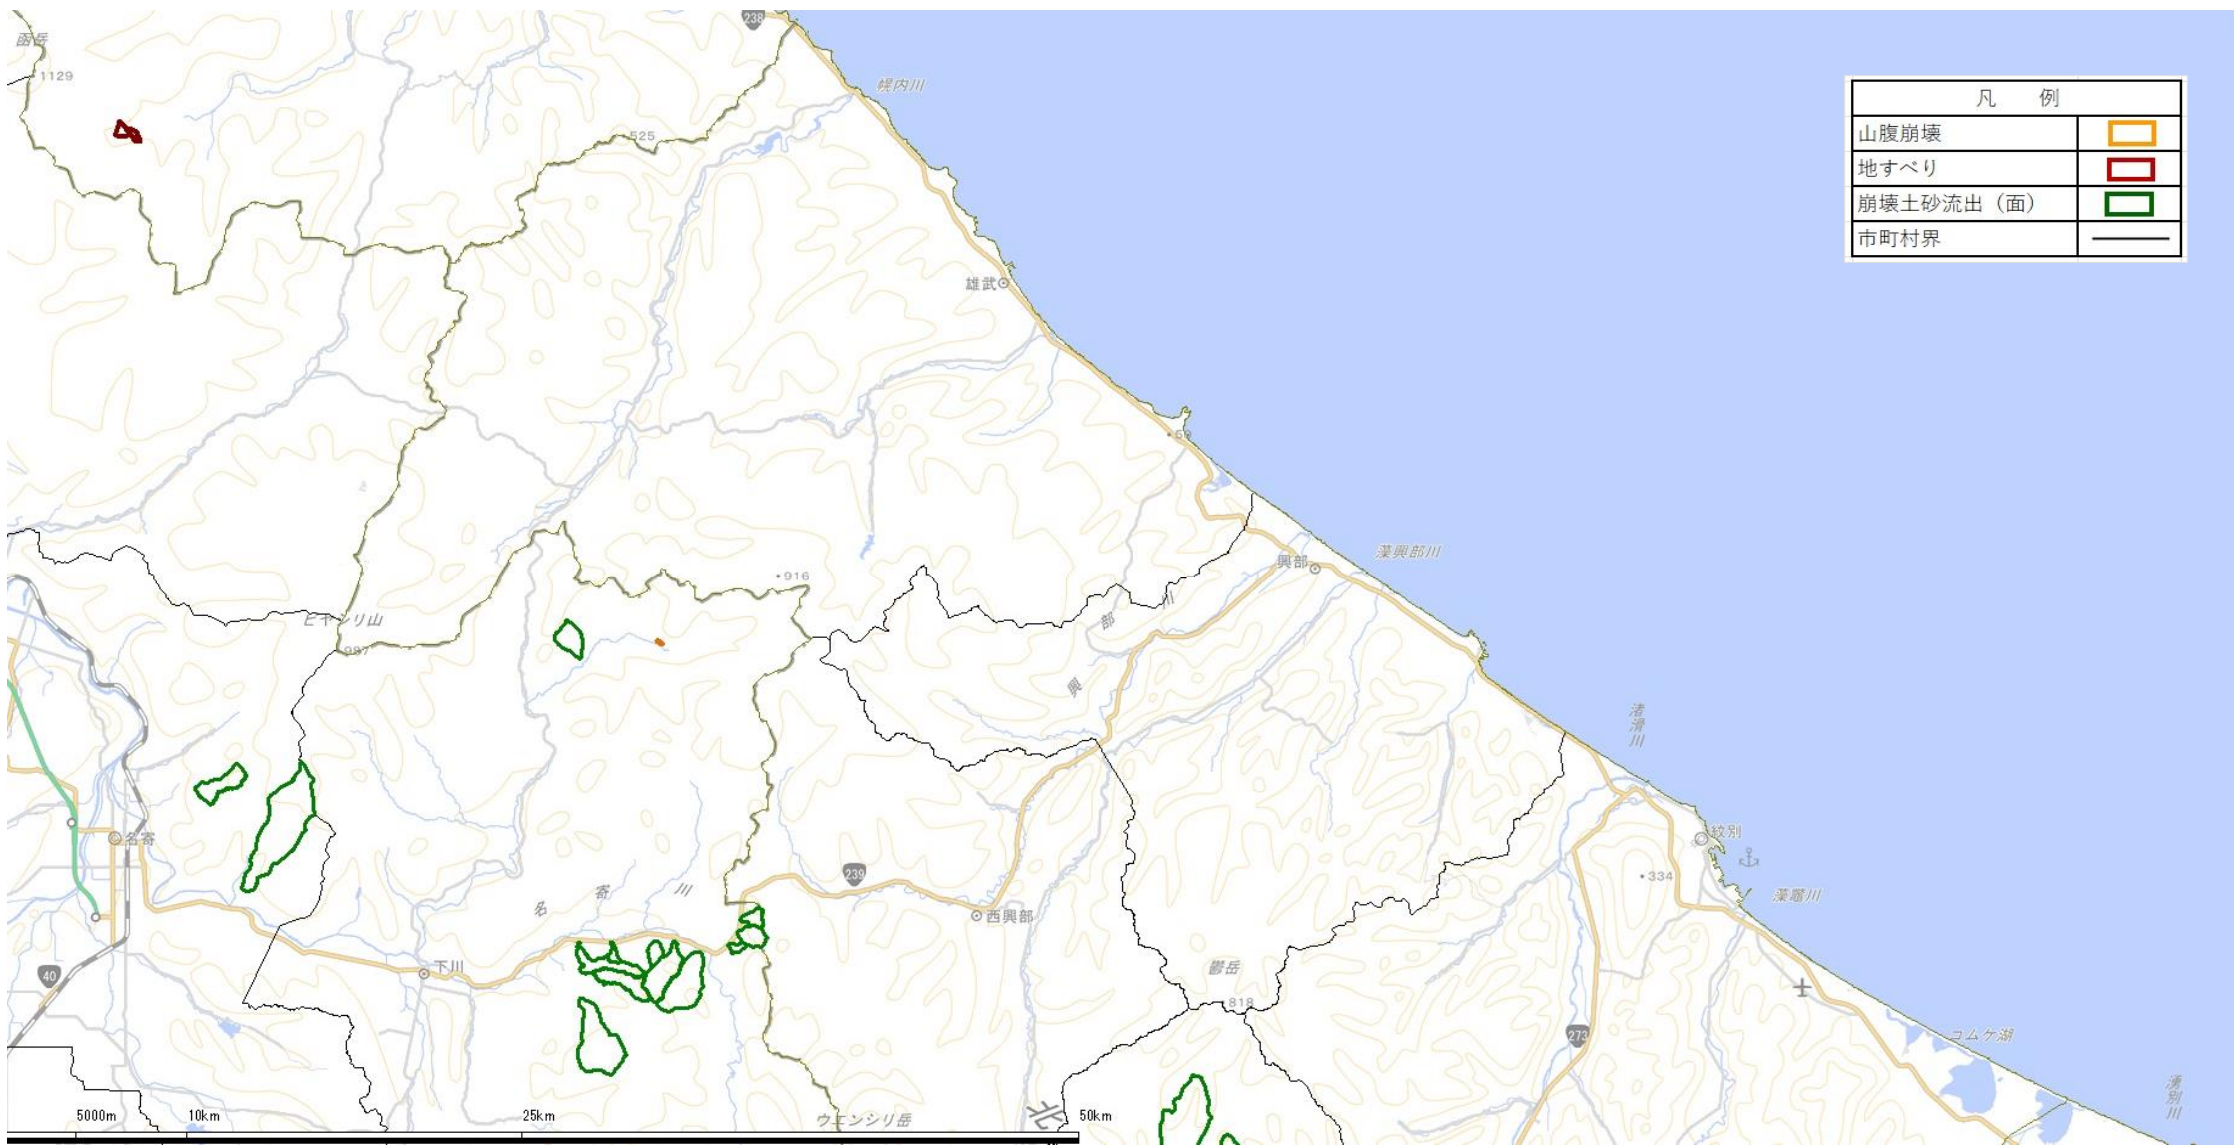 函岳
1129
238
幌内川
525
凡 例
山腹崩壊
地すべり
崩壊土砂流出（面）
市町村界
雄武
59
916
藻興部川
興部
興部川
ピヤシリ山
987
渚滑川
名寄
紋別
239
334
藻鼈川
名寄川
西興部
40
下川
鬱岳
818
273
コムケ湖
湧別川
5000m
10km
25km
ウエンシリ岳
50km